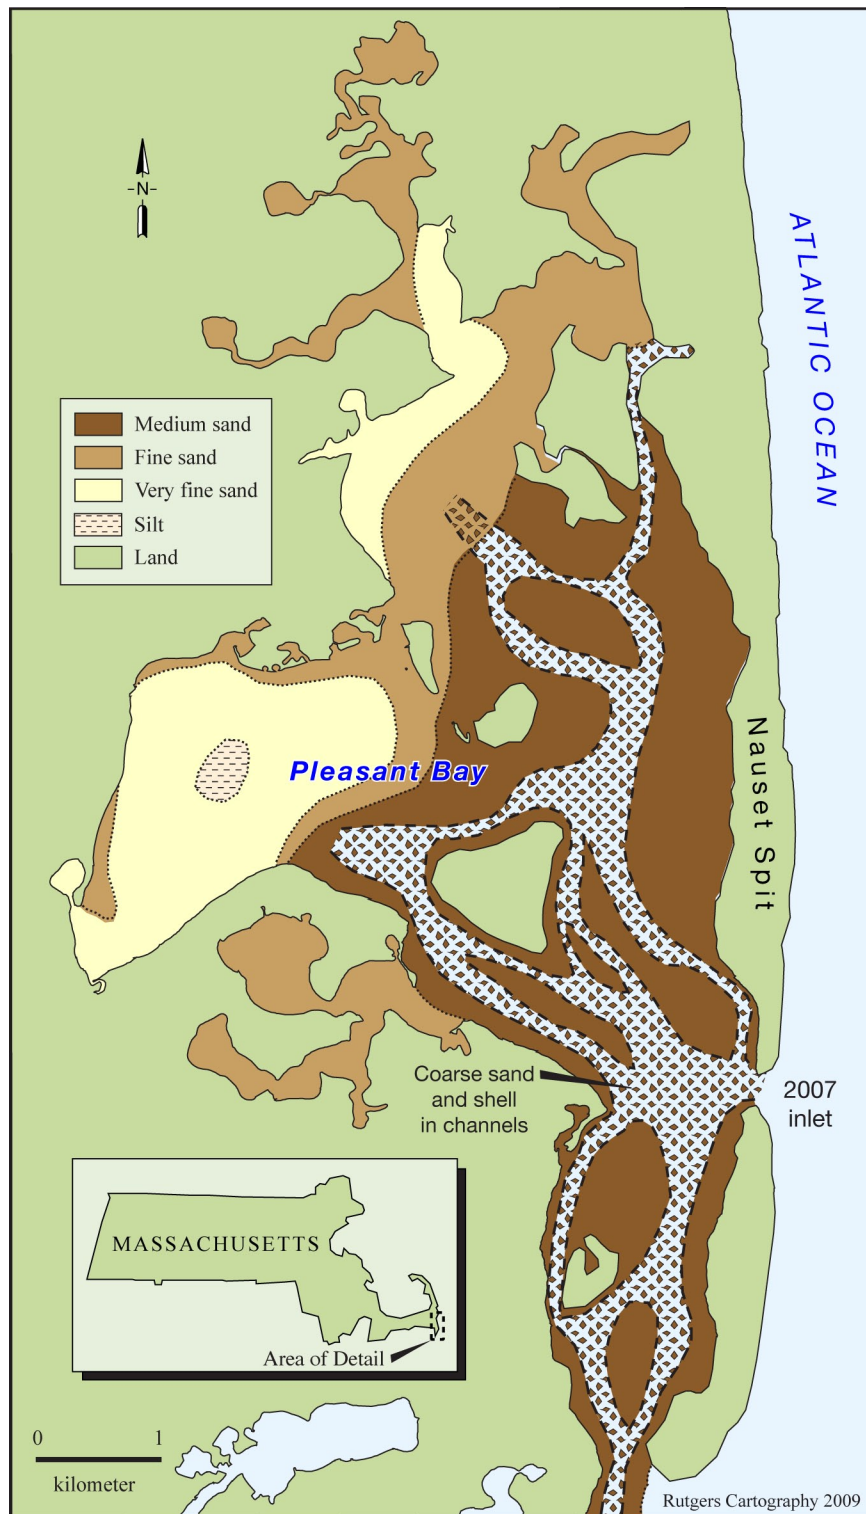 -N-
ATLANTIC OCEAN
Medium sand
Fine sand
Very fine sand
Silt
Land
Pleasant Bay
Nauset Spit
Coarse sand
and shell
in channels
2007
inlet
MASSACHUSETTS
Area of Detail
0 1
kilometer
Rutgers Cartography 2009